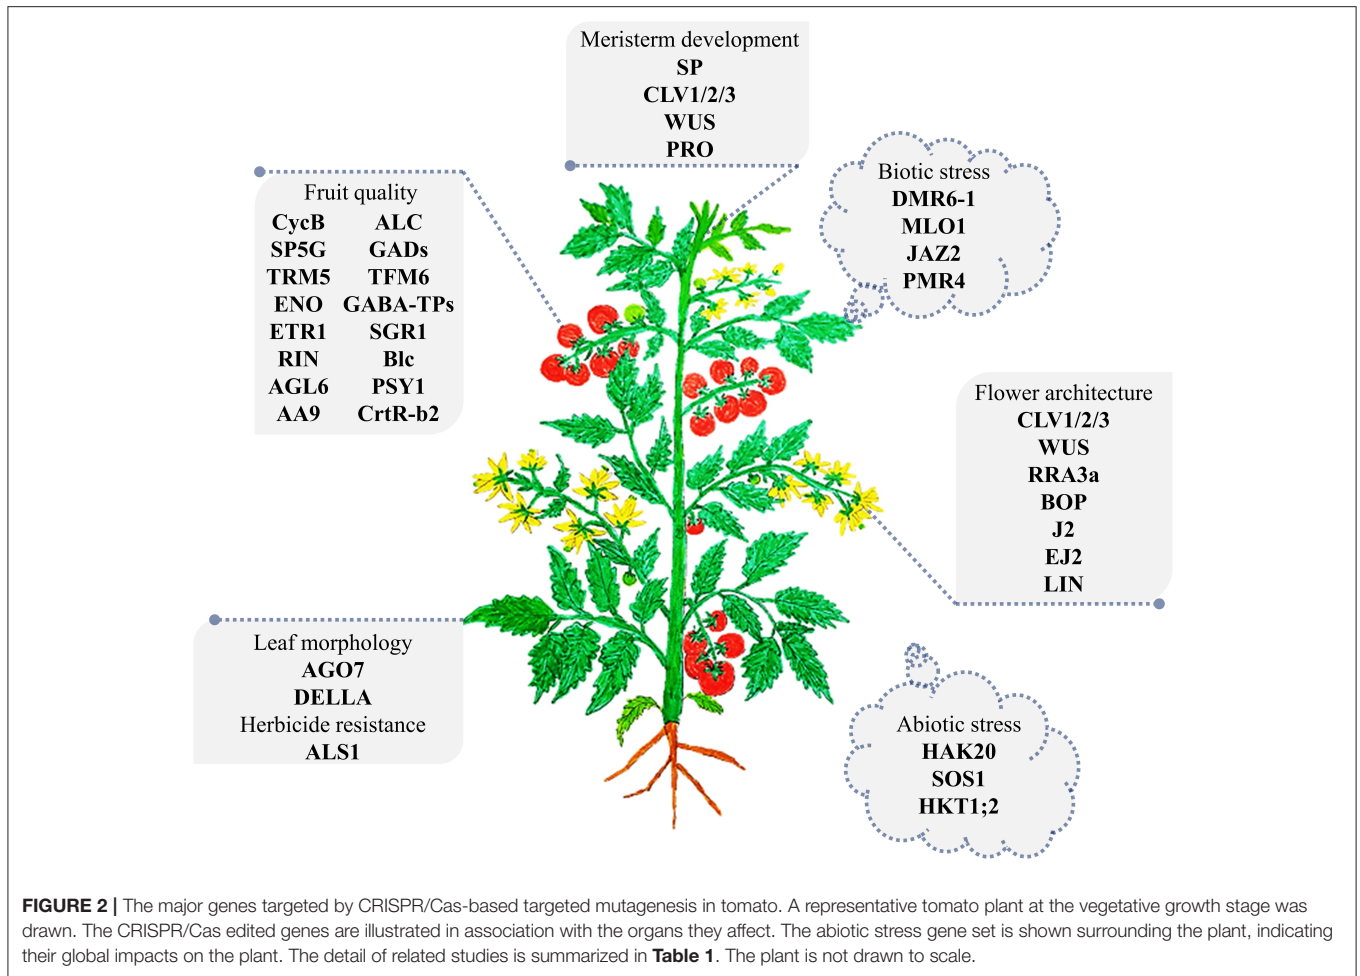 Meristerm development
SP
CLV1/2/3
WUS
PRO
Biotic stress
DMR6-1
MLO1
JAZ2
PMR4
Fruit quality
CycB ALC
SP5G GADs
TRM5 TFM6
ENO GABA-TPs
ETR1 SGR1
RIN Blc
AGL6 PSY1
AA9 CrtR-b2
Flower architecture
CLV1/2/3
WUS
RRA3a
BOP
J2
EJ2
LIN
Leaf morphology
AGO7
DELLA
Herbicide resistance
ALS1
Abiotic stress
HAK20
SOS1
HKT1;2
FIGURE 2 | The major genes targeted by CRISPR/Cas-based targeted mutagenesis in tomato. A representative tomato plant at the vegetative growth stage was
drawn. The CRISPR/Cas edited genes are illustrated in association with the organs they affect. The abiotic stress gene set is shown surrounding the plant, indicating
their global impacts on the plant. The detail of related studies is summarized in Table 1. The plant is not drawn to scale.